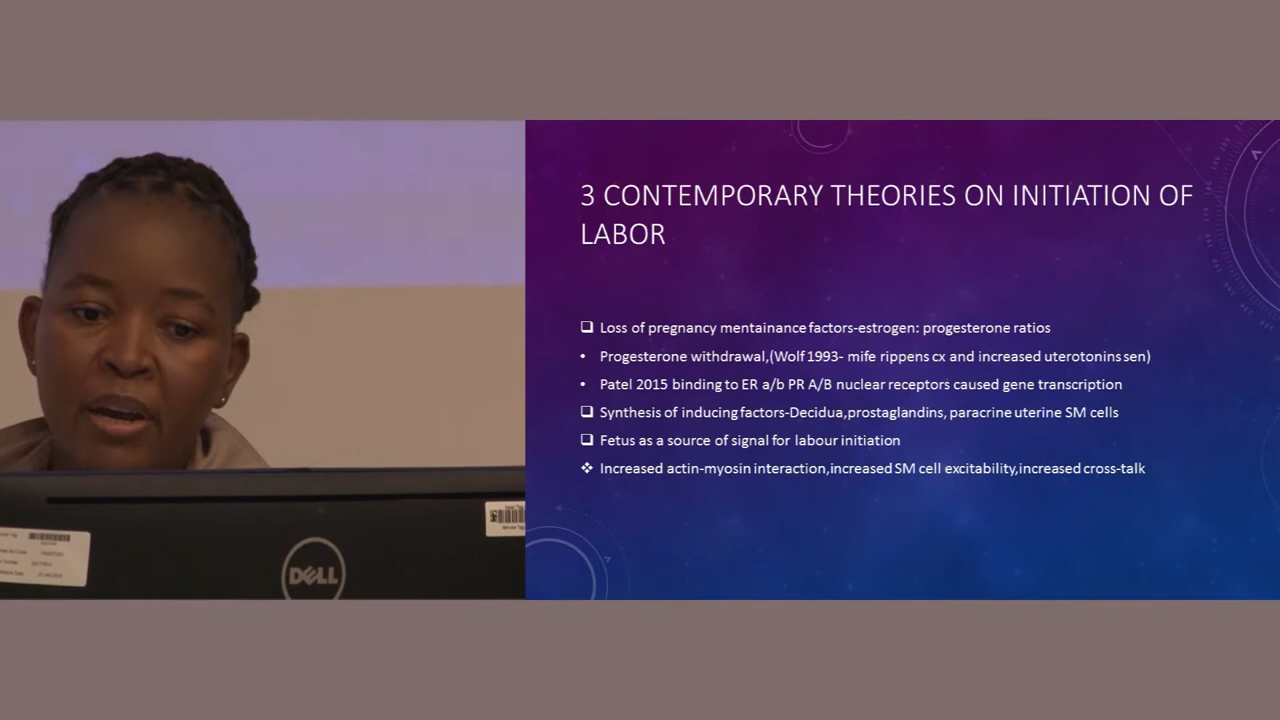 3 CONTEMPORARY THEORIES ON INITIATION OF
LABOR
Loss of pregnancy mentainance factors-estrogen: progesterone ratios
Progesterone withdrawal,(Wolf 1993- mife rippens cx and increased uterotonins sen)
Patel 2015 binding to ER a/b PR A/B nuclear receptors caused gene transcription
Synthesis of inducing factors-Decidua,prostaglandins, paracrine uterine SM cells
Fetus as a source of signal for labour initiation
Increased actin-myosin interaction,increased SM cell excitability,increased cross-talk
DELL